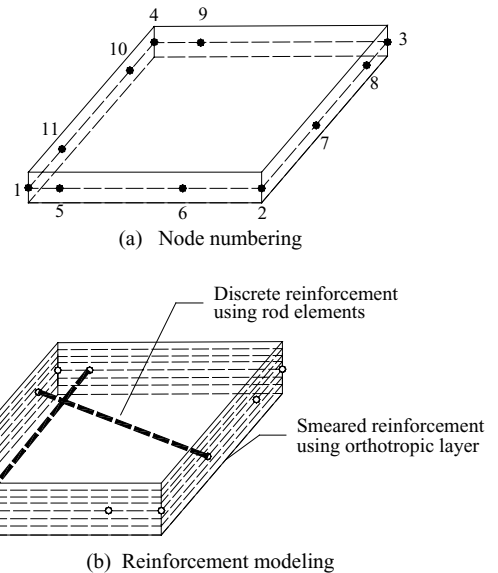 4 9
10 3
8
11
7
1
5 6 2
(a) Node numbering
Discrete reinforcement
using rod elements
Smeared reinforcement
using orthotropic layer
(b) Reinforcement modeling